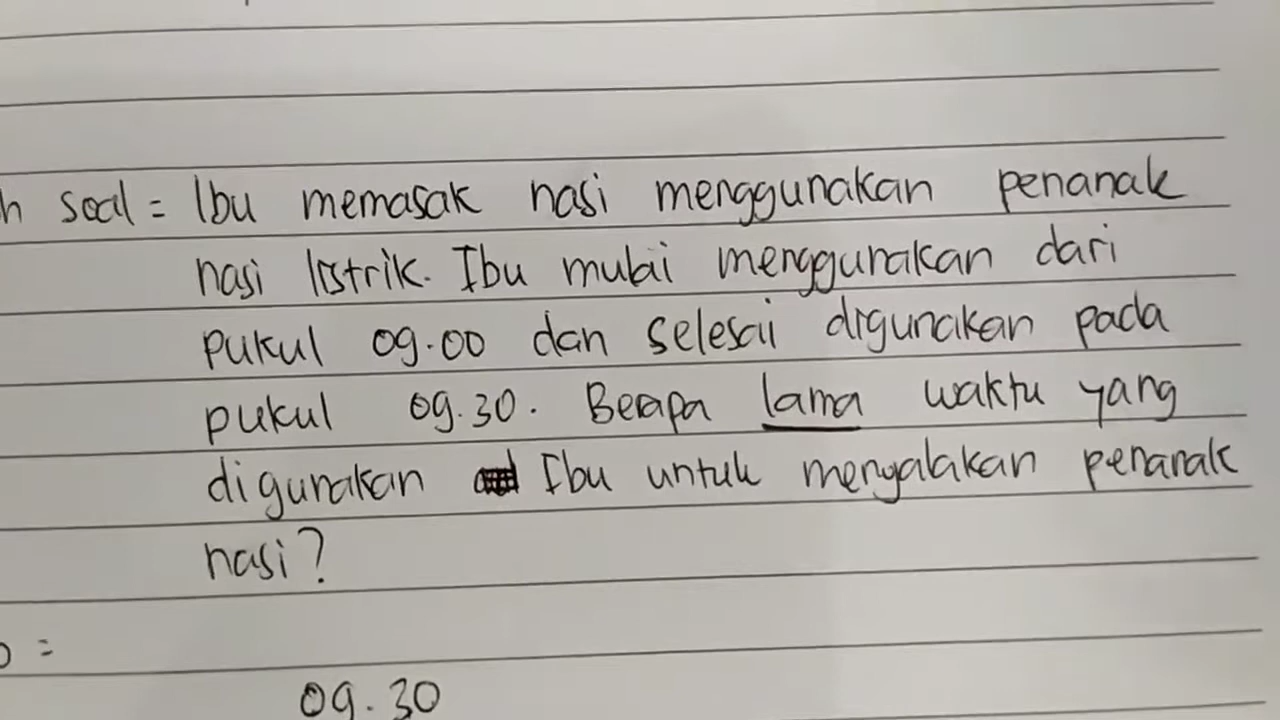 h soal = Ibu memasak nasi menggunakan penanak
nasi listrik. Ibu mulai menggunakan dari
pukul 09.00 dan selesai digunakan pada
pukul 09.30. Berapa lama waktu yang
digunakan Ibu untuk menyalakan penanak
nasi?
=
09.30